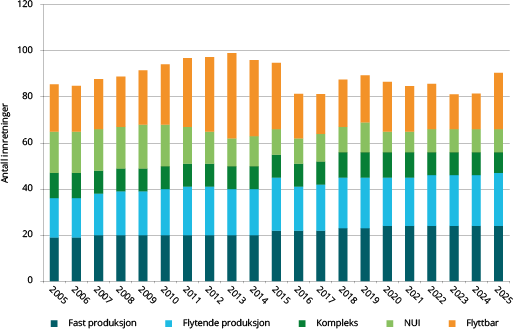 120
100
80
60
40
20
0
Antall innretninger
2005 2006 2007 2008 2009 2010 2011 2012 2013 2014 2015 2016 2017 2018 2019 2020 2021 2022 2023 2024 2025
Fast produksjon Flytende produksjon Kompleks NUI Flyttbar